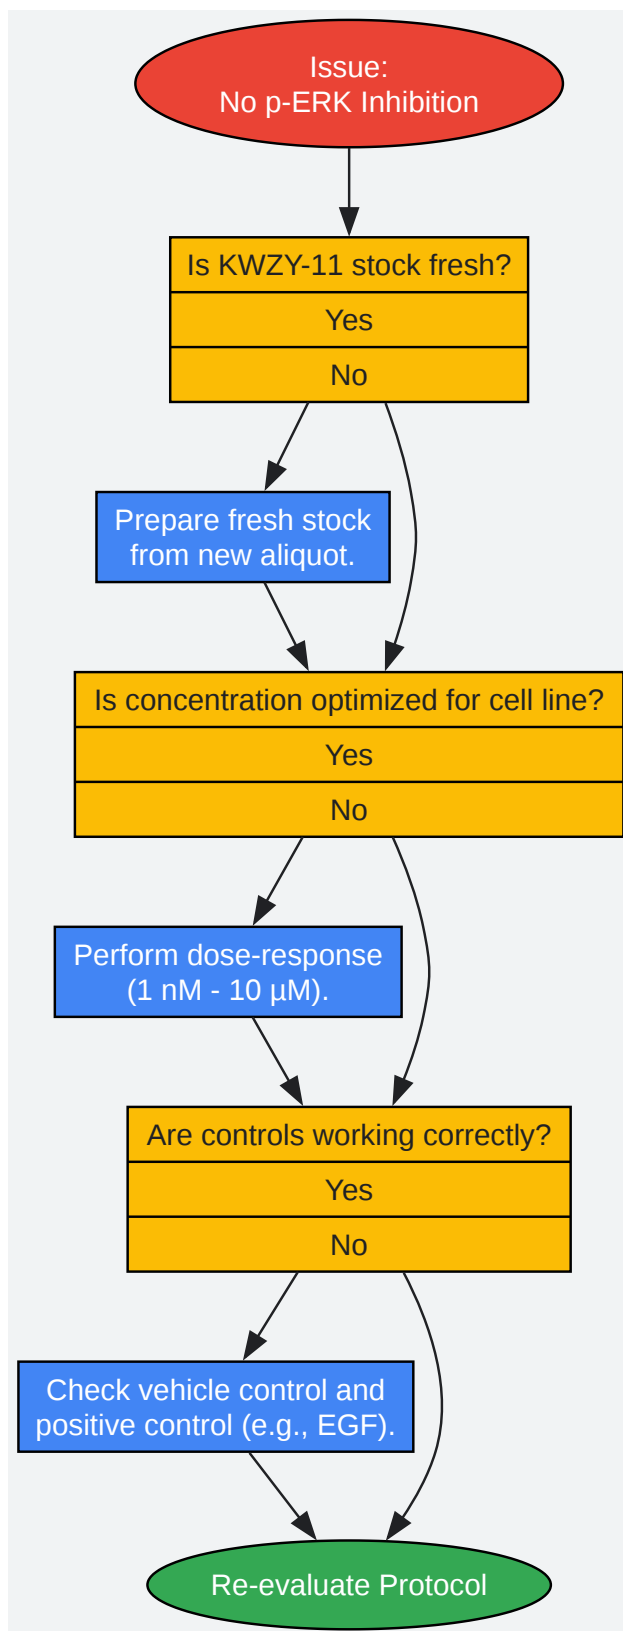 Issue:
No p-ERK Inhibition
Is KWZY-11 stock fresh?
Yes
No
Prepare fresh stock
from new aliquot.
Is concentration optimized for cell line?
Yes
No
Perform dose-response
(1 nM - 10 µM).
Are controls working correctly?
Yes
No
Check vehicle control and
positive control (e.g., EGF).
Re-evaluate Protocol